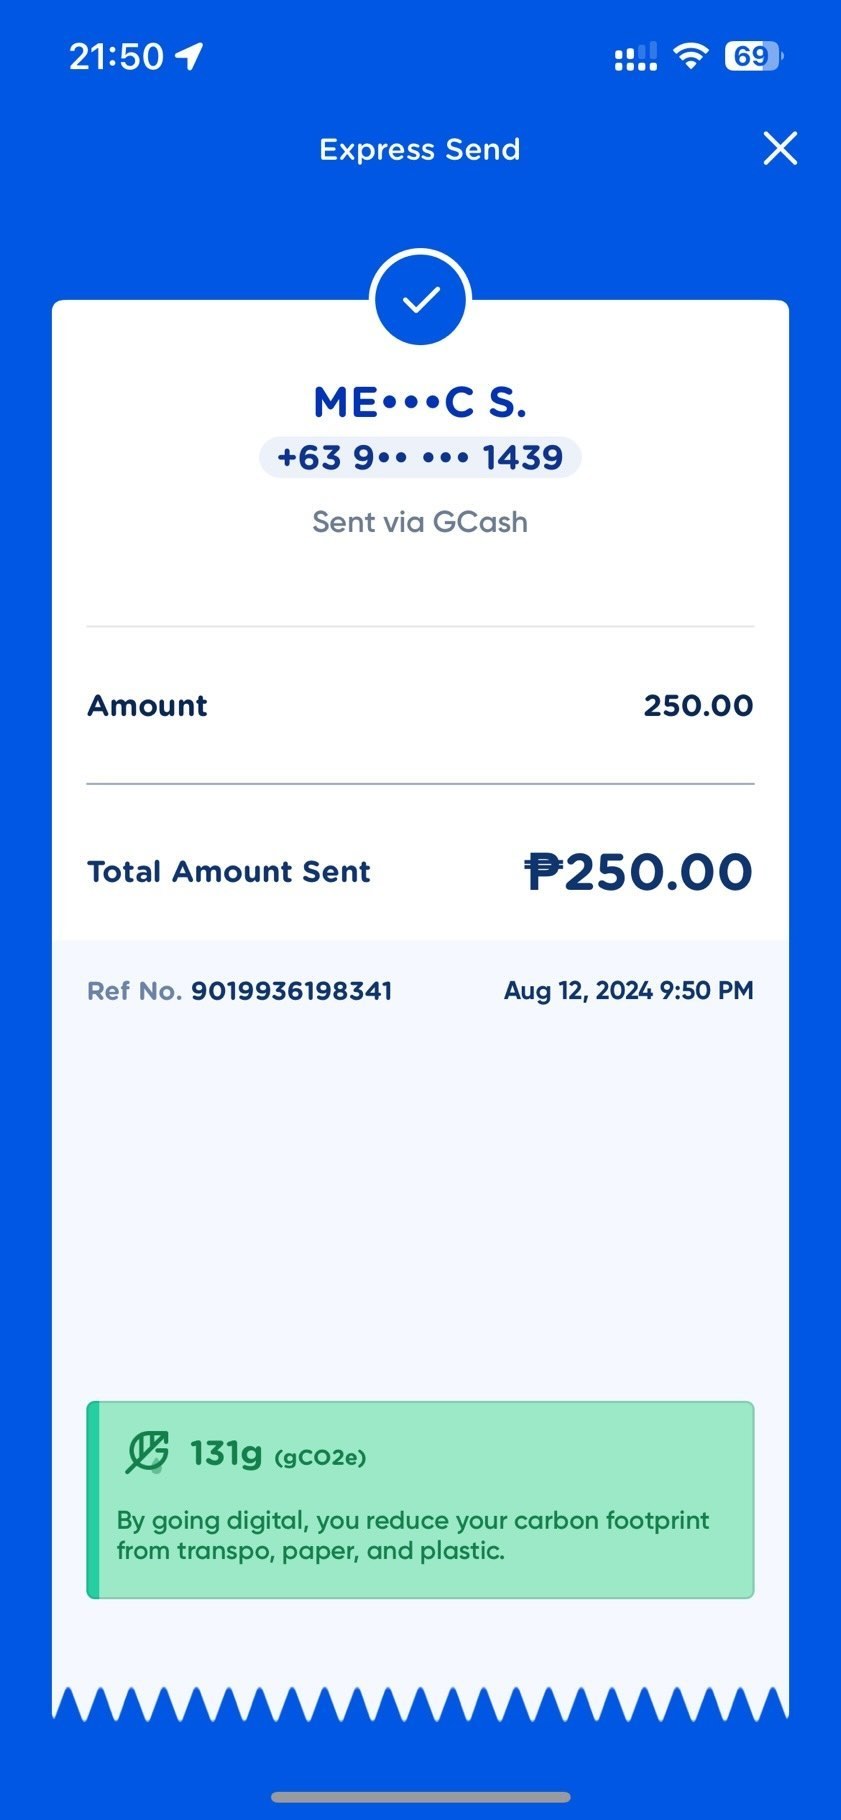 21:50
69
Express Send
ME•••C S.
+63 9•• ••• 1439
Sent via GCash
Amount 250.00
Total Amount Sent ₱250.00
Ref No. 9019936198341 Aug 12, 2024 9:50 PM
131g (gCO2e)
By going digital, you reduce your carbon footprint
from transpo, paper, and plastic.